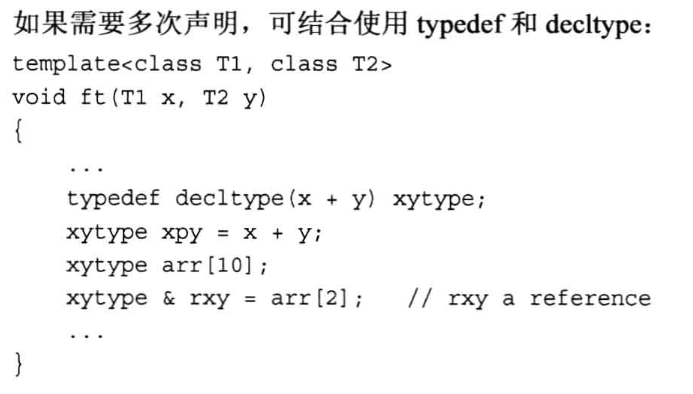 如果需要多次声明，可结合使用 typedef 和 decltype：
template<class T1, class T2>
void ft(T1 x, T2 y)
{
    ...
    typedef decltype(x + y) xytype;
    xytype xpy = x + y;
    xytype arr[10];
    xytype & rxy = arr[2];   // rxy a reference
    ...
}